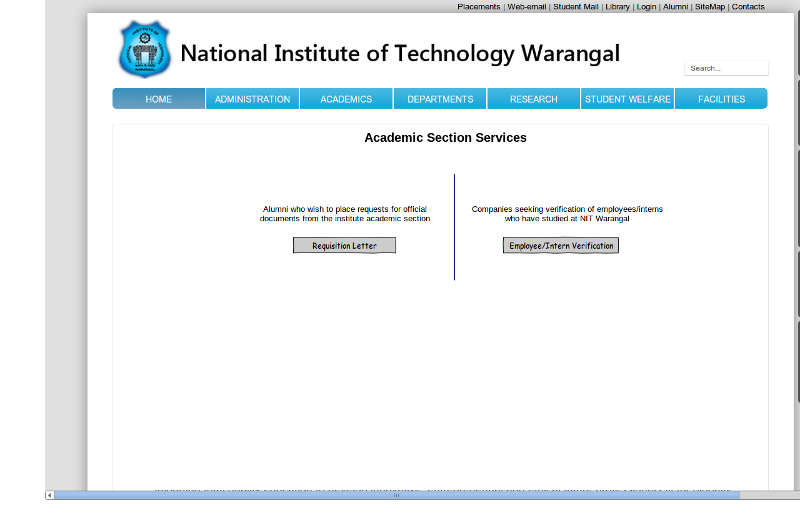 Placements | Web-email | Student Mail | Library | Login | Alumni | SiteMap | Contacts
National Institute of Technology Warangal
Search...
HOME ADMINISTRATION ACADEMICS DEPARTMENTS RESEARCH STUDENT WELFARE FACILITIES
Academic Section Services
Alumni who wish to place requests for official
documents from the institute academic section
Requisition Letter
Companies seeking verification of employees/interns
who have studied at NIT Warangal
Employee/Intern Verification